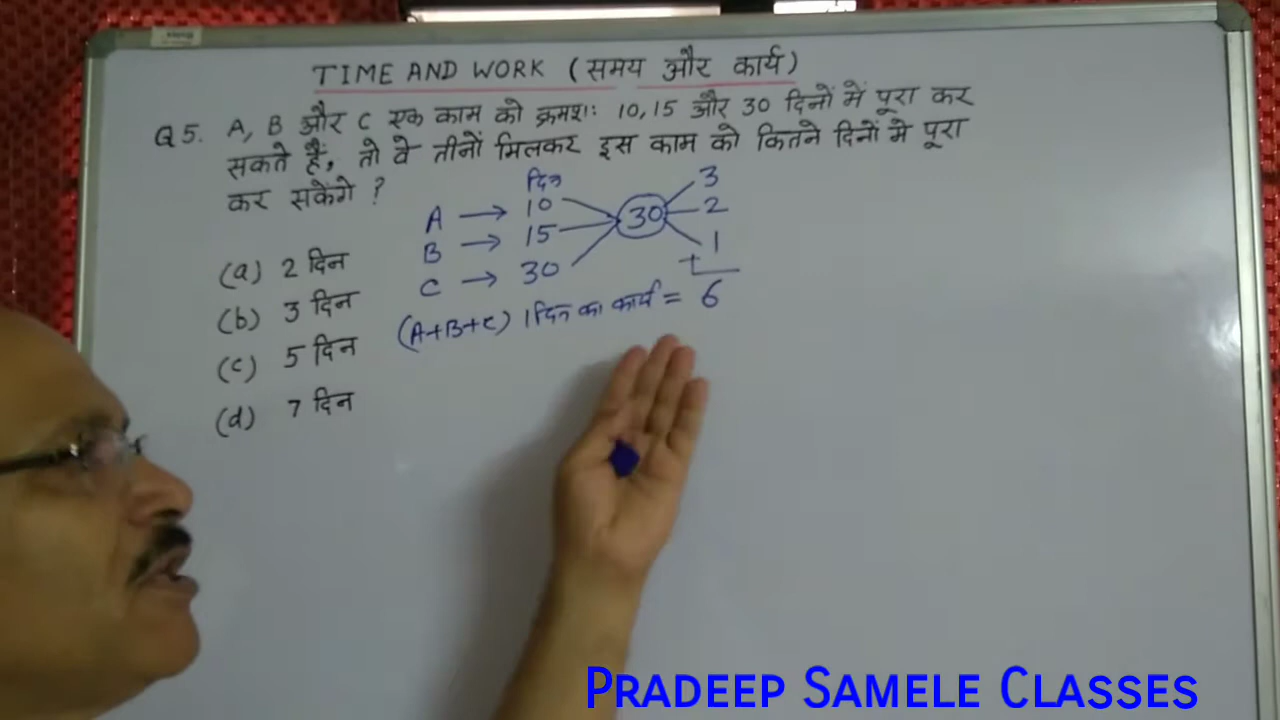 TIME AND WORK (समय और कार्य)
Q5. A, B और C एक काम को क्रमशः 10, 15 और 30 दिनों में पूरा कर
सकते हैं, तो वे तीनों मिलकर इस काम को कितने दिनों मे पूरा
कर सकेंगे ?
दिन
A → 10
B → 15
C → 30
30
3
2
+ 1
(A+B+C) 1 दिन का कार्य = 6
(a) 2 दिन
(b) 3 दिन
(c) 5 दिन
(d) 7 दिन
PRADEEP SAMELE CLASSES